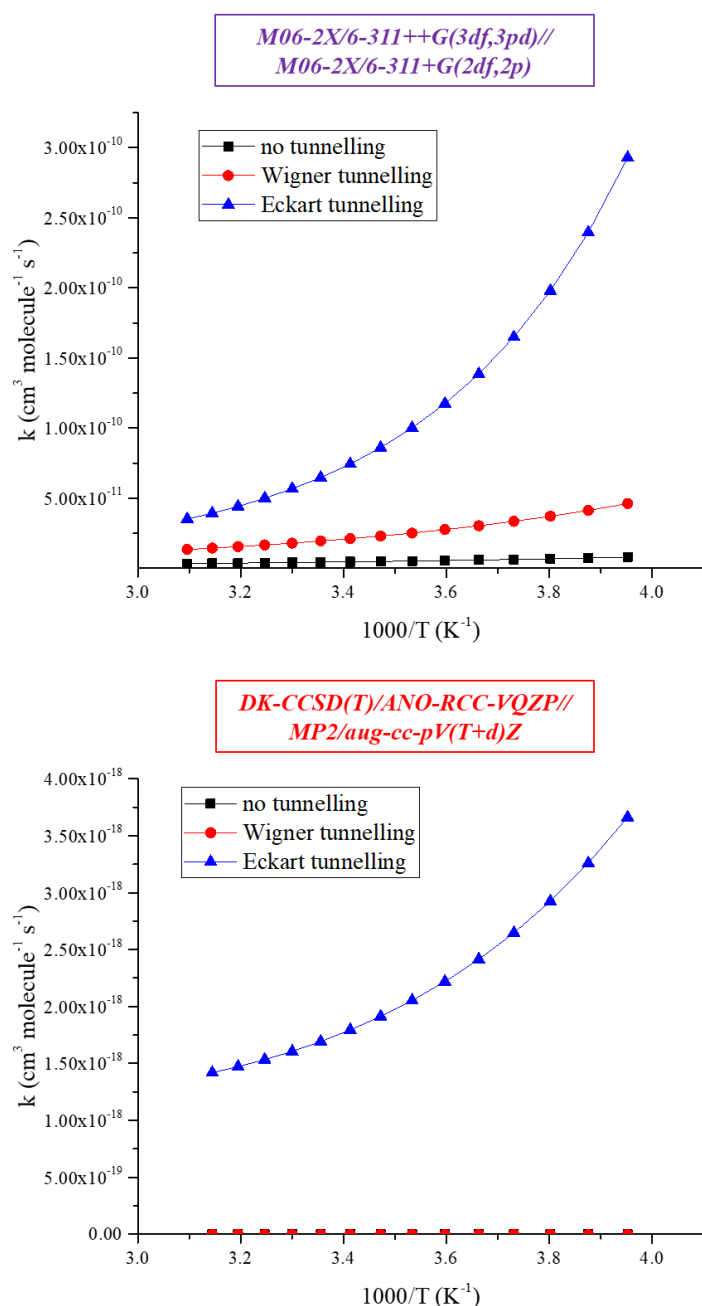 M06-2X/6-311++G(3df,3pd)//
M06-2X/6-311+G(2df,2p)
no tunnelling
Wigner tunnelling
Eckart tunnelling
k (cm³ molecule⁻¹ s⁻¹)
3.00x10⁻¹⁰
2.50x10⁻¹⁰
2.00x10⁻¹⁰
1.50x10⁻¹⁰
1.00x10⁻¹⁰
5.00x10⁻¹¹
3.0 3.2 3.4 3.6 3.8 4.0
1000/T (K⁻¹)
DK-CCSD(T)/ANO-RCC-VQZP//
MP2/aug-cc-pV(T+d)Z
no tunnelling
Wigner tunnelling
Eckart tunnelling
k (cm³ molecule⁻¹ s⁻¹)
4.00x10⁻¹⁸
3.50x10⁻¹⁸
3.00x10⁻¹⁸
2.50x10⁻¹⁸
2.00x10⁻¹⁸
1.50x10⁻¹⁸
1.00x10⁻¹⁸
5.00x10⁻¹⁹
0.00
3.0 3.2 3.4 3.6 3.8 4.0
1000/T (K⁻¹)